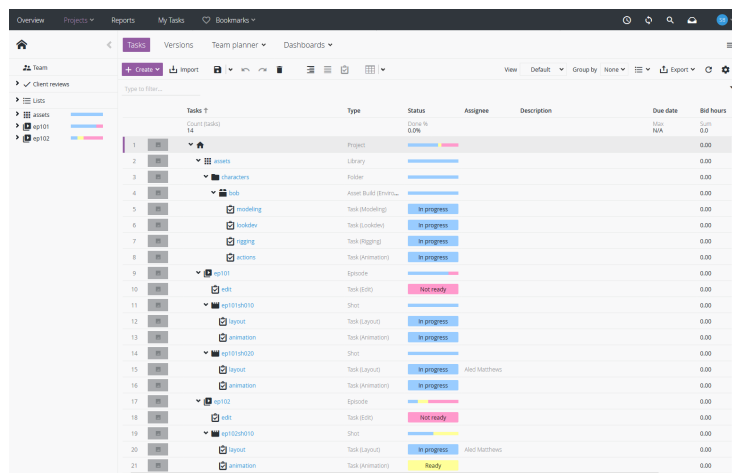 Overview Projects Reports My Tasks Bookmarks
Tasks Versions Team planner Dashboards
Team
Client reviews
Lists
assets
ep101
ep102
+ Create Import View Default Group by None Export
Type to filter...
Tasks ↑ Type Status Assignee Description Due date Bid hours
Count (tasks) Done % Max Sum
14 0.0% N/A 0.0
1 Project 0.00
2 assets Library 0.00
3 characters Folder 0.00
4 bob Asset Build (Enviro... 0.00
5 modeling Task (Modeling) In progress 0.00
6 lookdev Task (Lookdev) In progress 0.00
7 rigging Task (Rigging) In progress 0.00
8 actions Task (Animation) In progress 0.00
9 ep101 Episode 0.00
10 edit Task (Edit) Not ready 0.00
11 ep101sh010 Shot 0.00
12 layout Task (Layout) In progress 0.00
13 animation Task (Animation) In progress 0.00
14 ep101sh020 Shot 0.00
15 layout Task (Layout) In progress Aled Matthews 0.00
16 animation Task (Animation) In progress 0.00
17 ep102 Episode 0.00
18 edit Task (Edit) Not ready 0.00
19 ep102sh010 Shot 0.00
20 layout Task (Layout) In progress Aled Matthews 0.00
21 animation Task (Animation) Ready 0.00